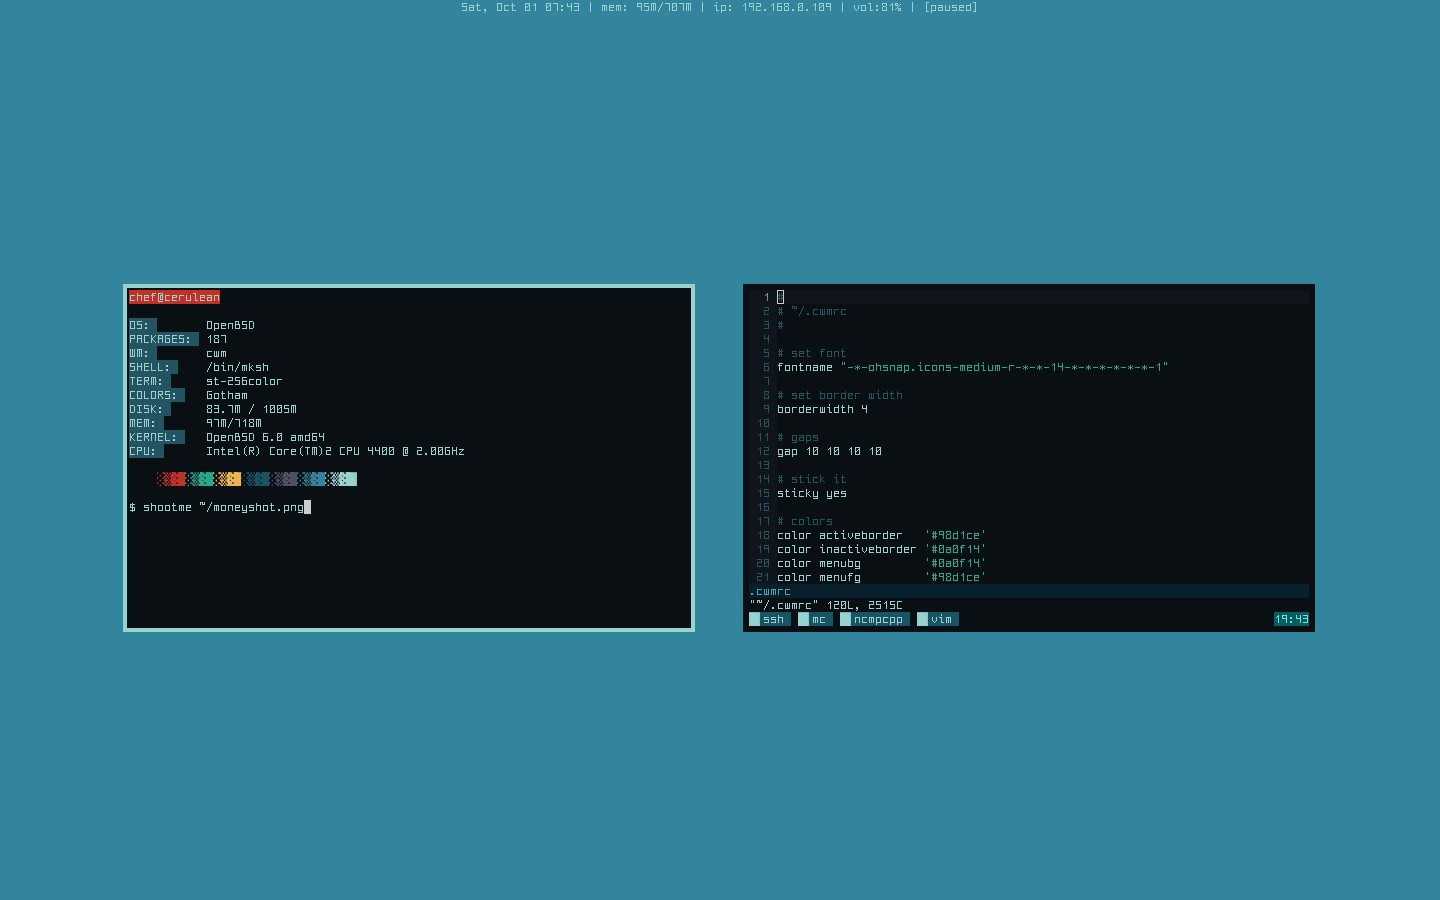 Sat, Oct 01 07:43 | mem: 95M/707M | ip: 192.168.0.109 | vol:81% | [paused]
chef@cerulean
OS: OpenBSD
PACKAGES: 187
WM: cwm
SHELL: /bin/mksh
TERM: st-256color
COLORS: Gotham
DISK: 83.7M / 1005M
MEM: 97M/718M
KERNEL: OpenBSD 6.0 amd64
CPU: Intel(R) Core(TM)2 CPU 4400 @ 2.00GHz
$ shootme ~/moneyshot.png
1 #
2 # ~/.cwmrc
3 #
4
5 # set font
6 fontname "-*-ohsnap.icons-medium-r-*-*-14-*-*-*-*-*-*-1"
7
8 # set border width
9 borderwidth 4
10
11 # gaps
12 gap 10 10 10 10
13
14 # stick it
15 sticky yes
16
17 # colors
18 color activeborder '#98d1ce'
19 color inactiveborder '#0a0f14'
20 color menubg '#0a0f14'
21 color menufg '#98d1ce'
.cwmrc
"~/.cwmrc" 120L, 2515C
ssh mc ncmpcpp vim 19:43